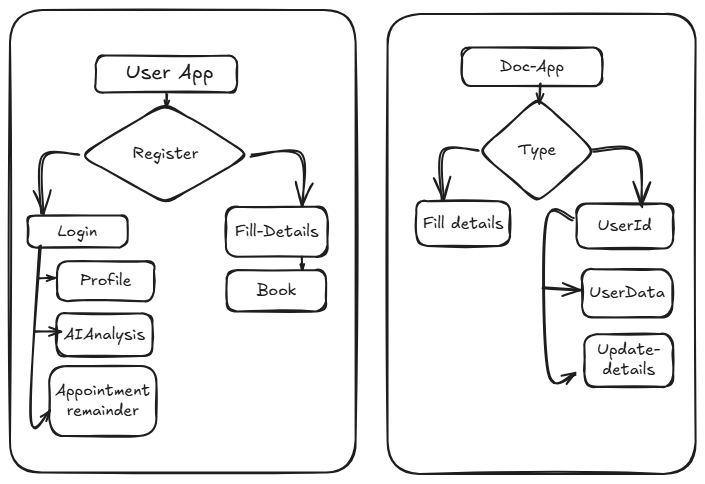 User App
Register
Login
Profile
AIAnalysis
Appointment
remainder
Fill-Details
Book
Doc-App
Type
Fill details
UserId
UserData
Update-
details